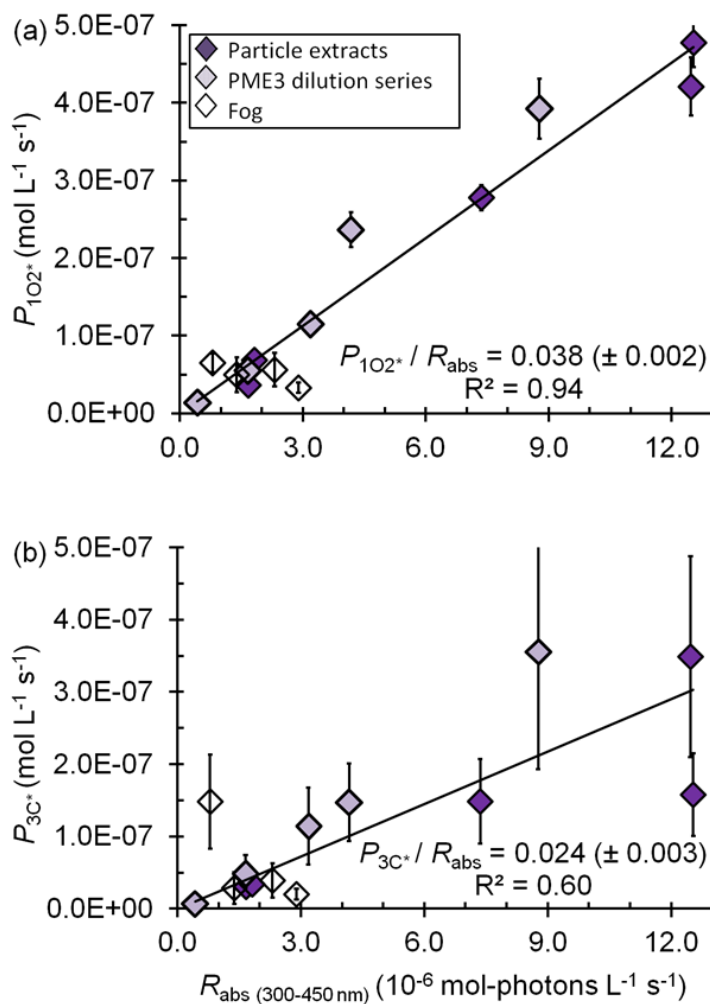 (a)
5.0E-07
4.0E-07
3.0E-07
2.0E-07
1.0E-07
0.0E+00
P1O2* (mol L-1 s-1)
Particle extracts
PME3 dilution series
Fog
P1O2* / Rabs = 0.038 (± 0.002)
R² = 0.94
0.0 3.0 6.0 9.0 12.0
(b)
5.0E-07
4.0E-07
3.0E-07
2.0E-07
1.0E-07
0.0E+00
P3C* (mol L-1 s-1)
P3C* / Rabs = 0.024 (± 0.003)
R² = 0.60
0.0 3.0 6.0 9.0 12.0
Rabs (300-450 nm) (10-6 mol-photons L-1 s-1)